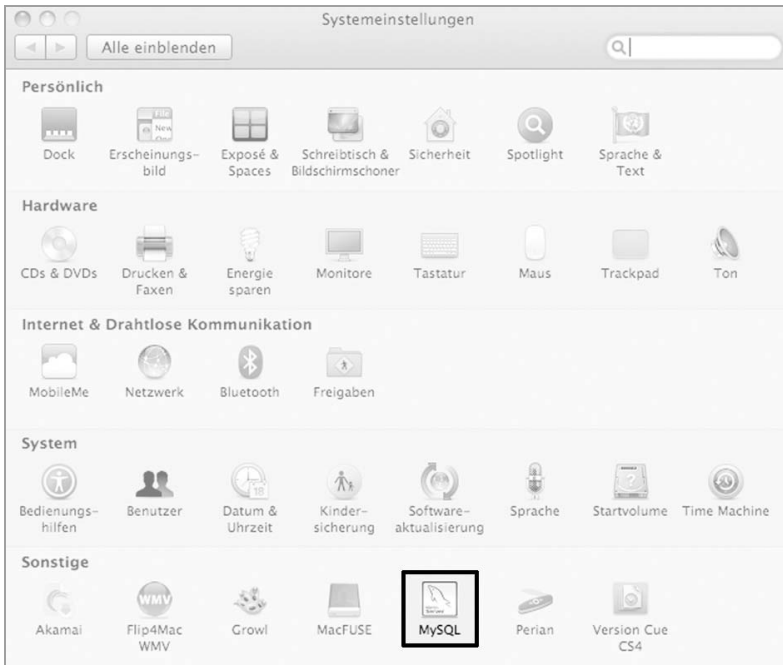 Systemeinstellungen
Alle einblenden
Persönlich
Dock
Erscheinungs-
bild
Exposé &
Spaces
Schreibtisch &
Bildschirmschoner
Sicherheit
Spotlight
Sprache &
Text
Hardware
CDs & DVDs
Drucken &
Faxen
Energie
sparen
Monitore
Tastatur
Maus
Trackpad
Ton
Internet & Drahtlose Kommunikation
MobileMe
Netzwerk
Bluetooth
Freigaben
System
Bedienungs-
hilfen
Benutzer
Datum &
Uhrzeit
Kinder-
sicherung
Software-
aktualisierung
Sprache
Startvolume
Time Machine
Sonstige
Akamai
Flip4Mac
WMV
Growl
MacFUSE
MySQL
Perian
Version Cue
CS4